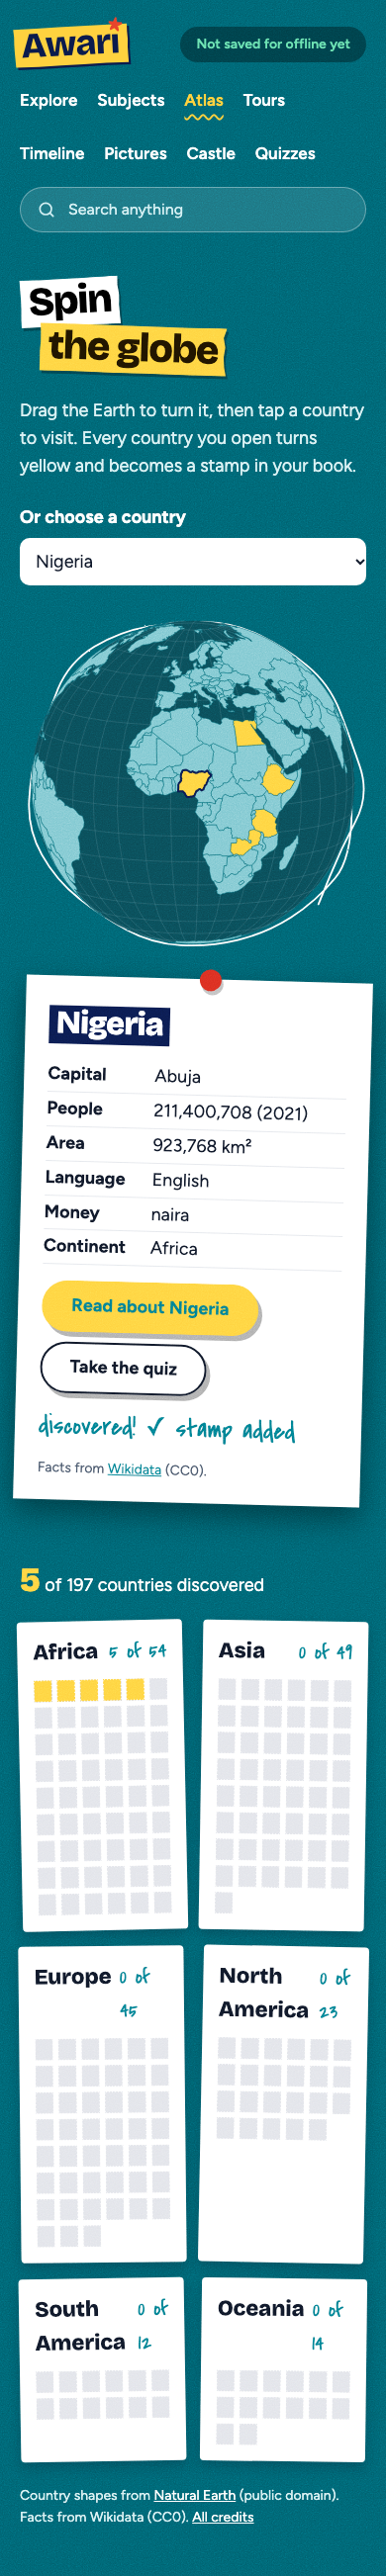 Awari
Not saved for offline yet
Explore Subjects Atlas Tours
Timeline Pictures Castle Quizzes
Search anything
Spin
the globe
Drag the Earth to turn it, then tap a country
to visit. Every country you open turns
yellow and becomes a stamp in your book.
Or choose a country
Nigeria
Nigeria
Capital Abuja
People 211,400,708 (2021)
Area 923,768 km²
Language English
Money naira
Continent Africa
Read about Nigeria
Take the quiz
discovered! ✓ stamp added
Facts from Wikidata (CC0).
5 of 197 countries discovered
Africa 5 of 54
Asia 0 of 49
Europe 0 of
45
North 0 of
America 23
South 0 of
America 12
Oceania 0 of
14
Country shapes from Natural Earth (public domain).
Facts from Wikidata (CC0). All credits